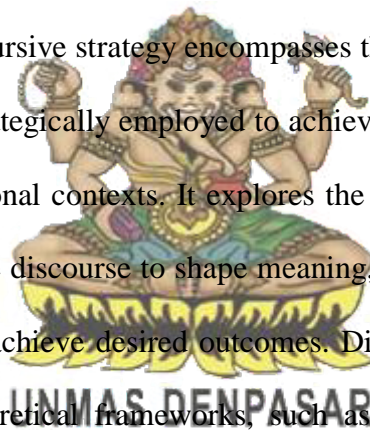 ursive strategy encompasses t
tegically employed to achiev
onal contexts. It explores the
discourse to shape meaning,
achieve desired outcomes. Di
UNMAS DENPASAR
retical frameworks, such as